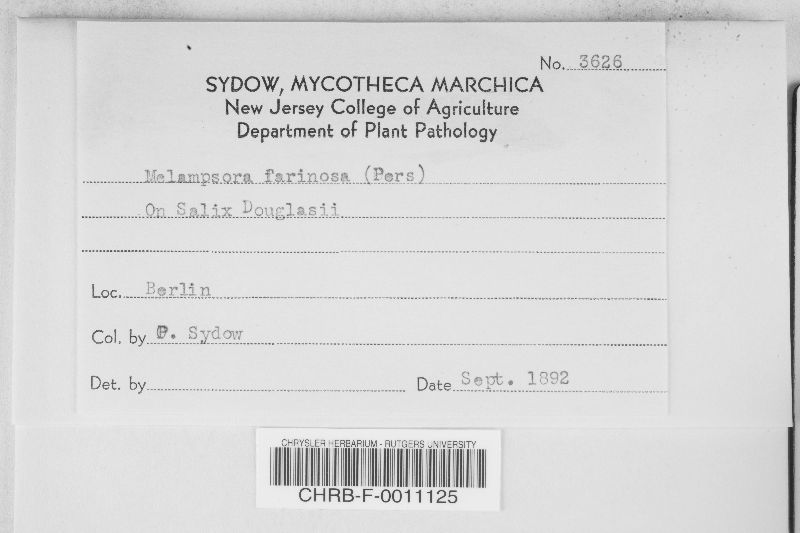 No. 3626
SYDOW, MYCOTHECA MARCHICA
New Jersey College of Agriculture
Department of Plant Pathology
Melampsora farinosa (Pers)
On Salix Douglasii
Loc. Berlin
Col. by P. Sydow
Det. by
Date Sept. 1892
CHRYSLER HERBARIUM - RUTGERS UNIVERSITY
CHRB-F-0011125